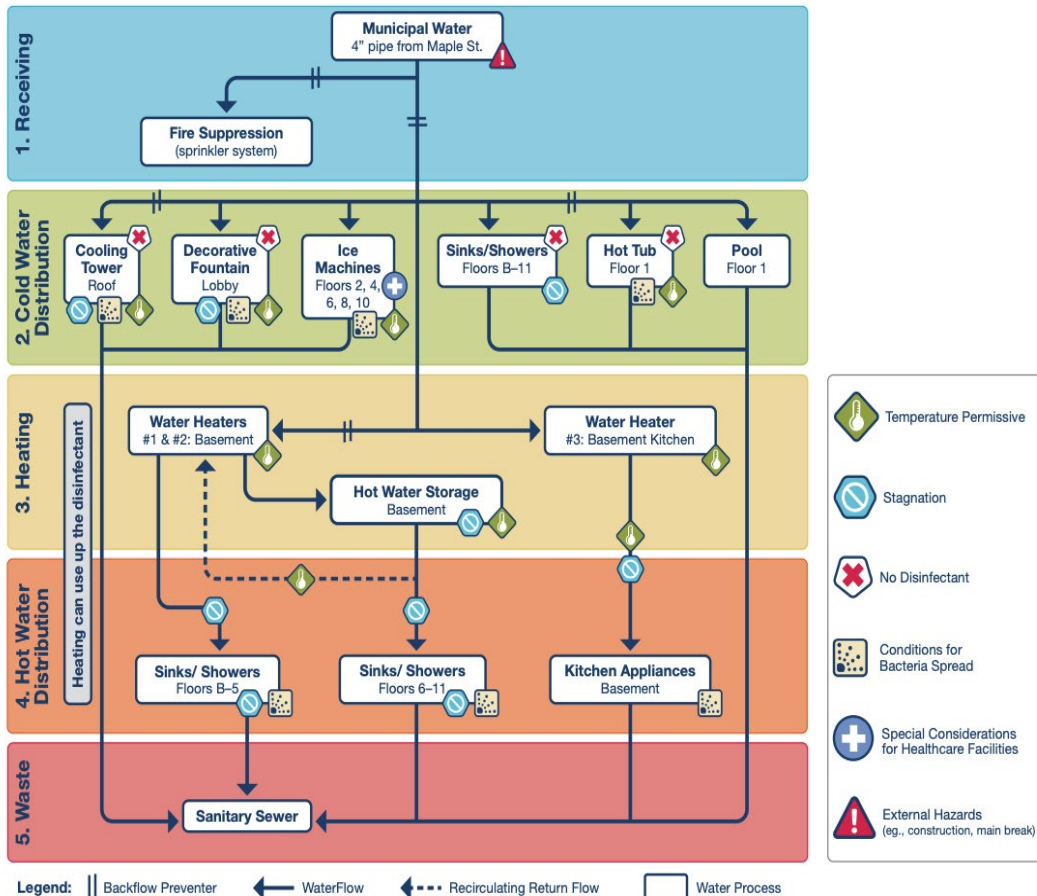 1. Receiving
Municipal Water
4” pipe from Maple St.
Fire Suppression
(sprinkler system)
2. Cold Water
Distribution
Cooling
Tower
Roof
Decorative
Fountain
Lobby
Ice
Machines
Floors 2, 4,
6, 8, 10
Sinks/Showers
Floors B–11
Hot Tub
Floor 1
Pool
Floor 1
3. Heating
Heating can use up the disinfectant
Water Heaters
#1 & #2: Basement
Water Heater
#3: Basement Kitchen
Hot Water Storage
Basement
4. Hot Water
Distribution
Sinks/ Showers
Floors B–5
Sinks/ Showers
Floors 6–11
Kitchen Appliances
Basement
5. Waste
Sanitary Sewer
Temperature Permissive
Stagnation
No Disinfectant
Conditions for
Bacteria Spread
Special Considerations
for Healthcare Facilities
External Hazards
(eg., construction, main break)
Legend: Backflow Preventer WaterFlow Recirculating Return Flow Water Process